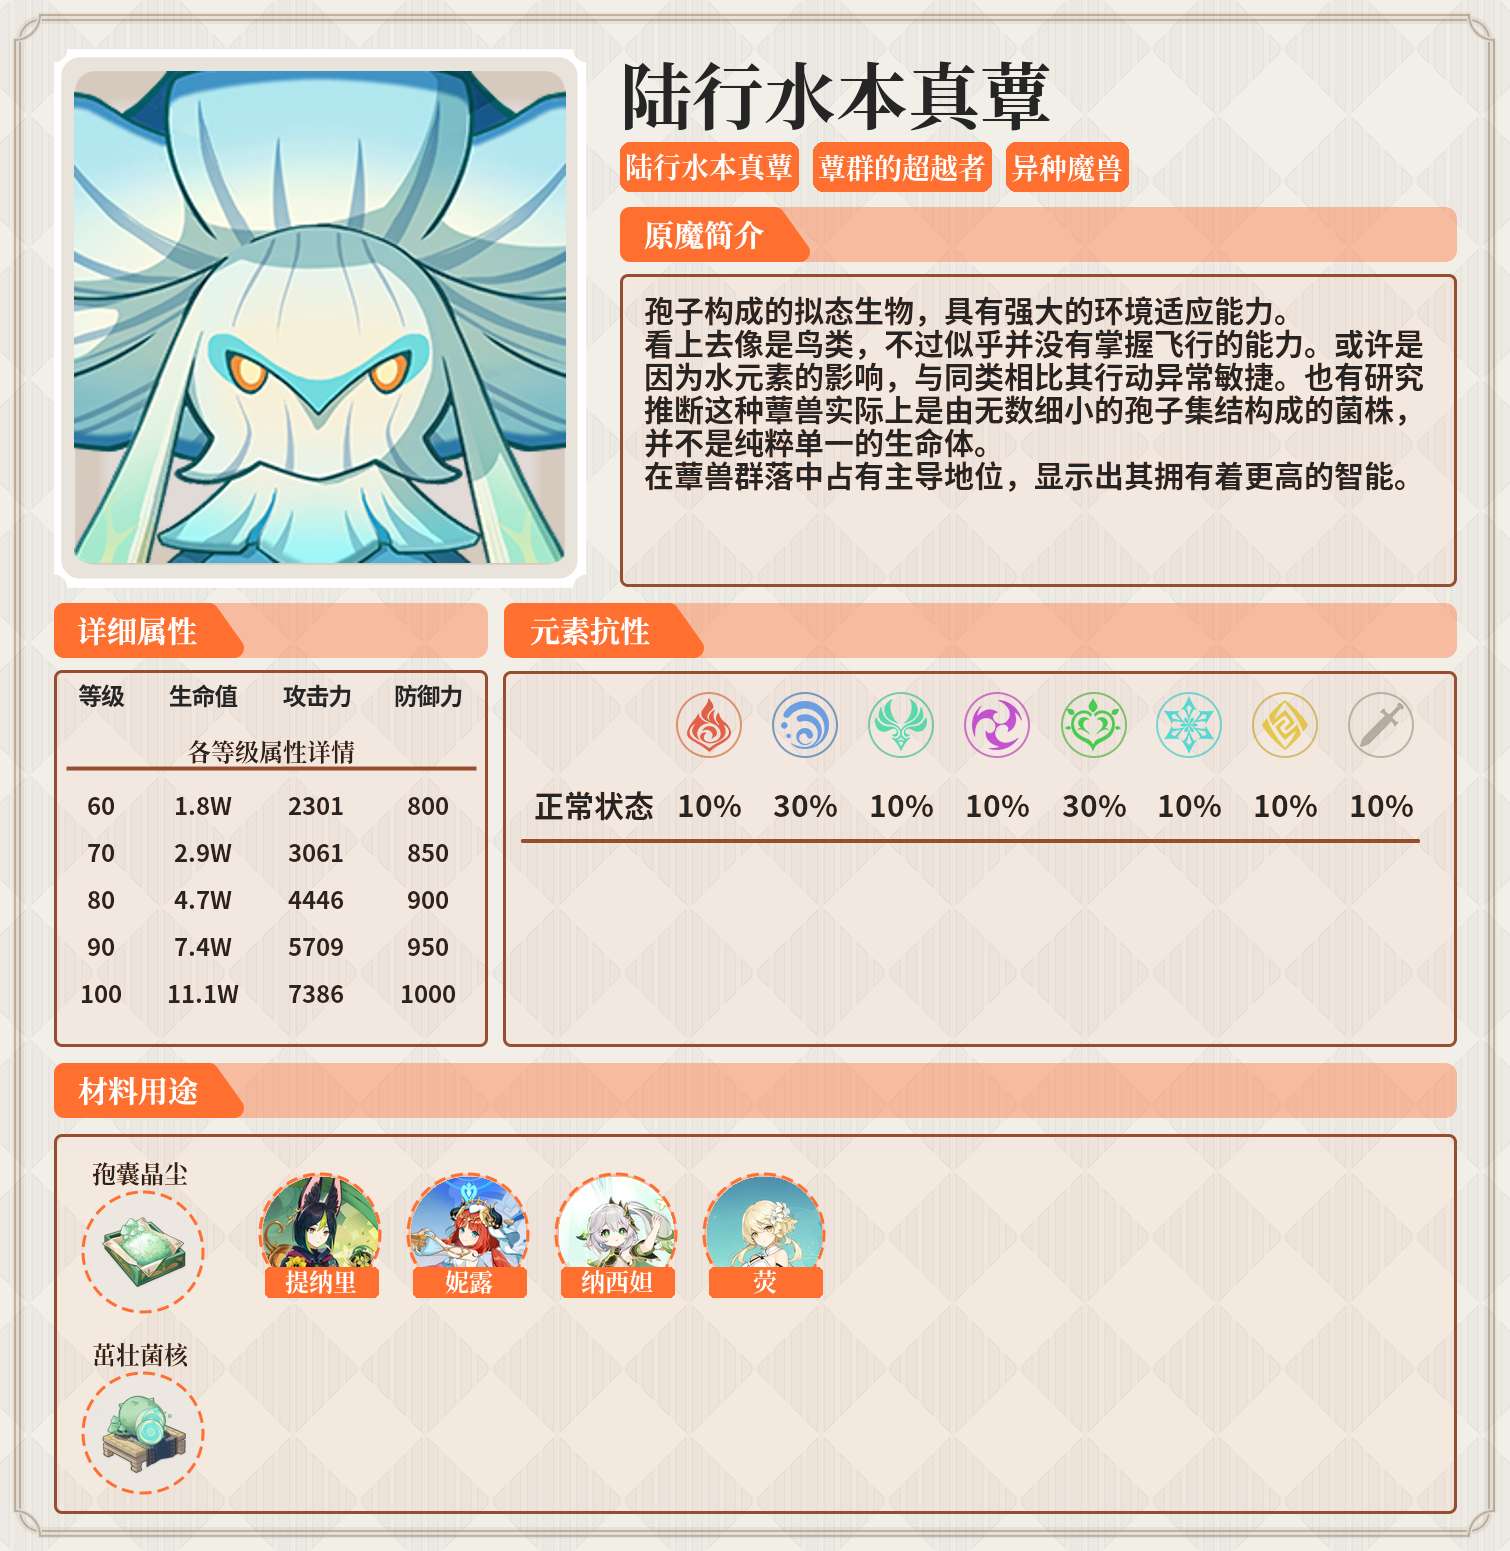 陆行水本真蕈
陆行水本真蕈 蕈群的超越者 异种魔兽
原魔简介
孢子构成的拟态生物，具有强大的环境适应能力。
看上去像是鸟类，不过似乎并没有掌握飞行的能力。或许是
因为水元素的影响，与同类相比其行动异常敏捷。也有研究
推断这种蕈兽实际上是由无数细小的孢子集结构成的菌株，
并不是纯粹单一的生命体。
在蕈兽群落中占有主导地位，显示出其拥有着更高的智能。
详细属性
等级 生命值 攻击力 防御力
各等级属性详情
60 1.8W 2301 800
70 2.9W 3061 850
80 4.7W 4446 900
90 7.4W 5709 950
100 11.1W 7386 1000
元素抗性
正常状态 10% 30% 10% 10% 30% 10% 10% 10%
材料用途
孢囊晶尘
提纳里 妮露 纳西妲 荧
茁壮菌核